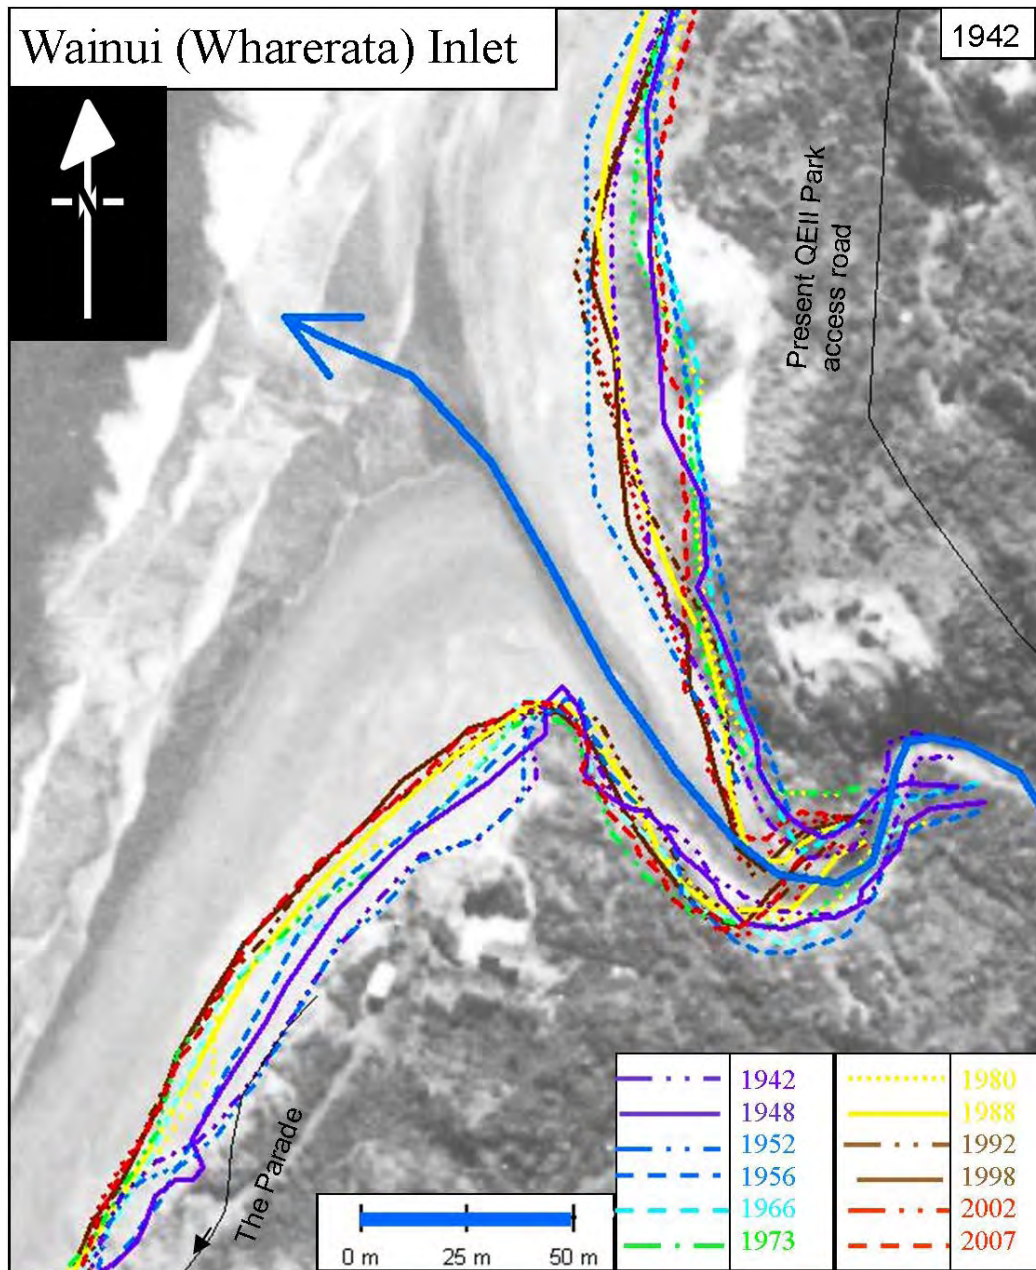 Wainui (Wharerata) Inlet
1942
N
Present QEII Park
access road
The Parade
0 m 25 m 50 m
1942
1948
1952
1956
1966
1973
1980
1988
1992
1998
2002
2007